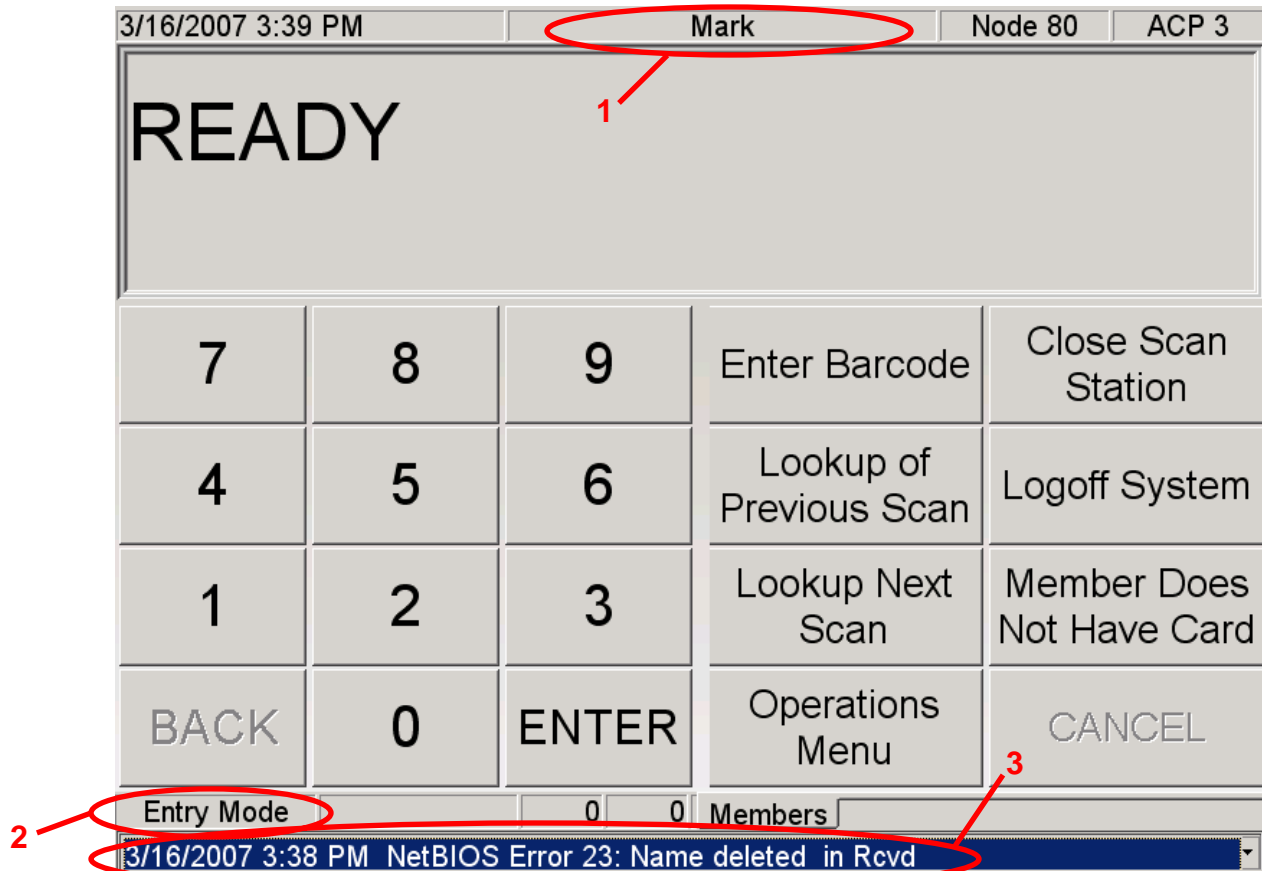 3/16/2007 3:39 PM Mark Node 80 ACP 3
READY
1
7 8 9 Enter Barcode Close Scan Station
4 5 6 Lookup of Previous Scan Logoff System
1 2 3 Lookup Next Scan Member Does Not Have Card
BACK 0 ENTER Operations Menu CANCEL
3
Entry Mode 0 0 Members
2
3/16/2007 3:38 PM NetBIOS Error 23: Name deleted in Rcvd